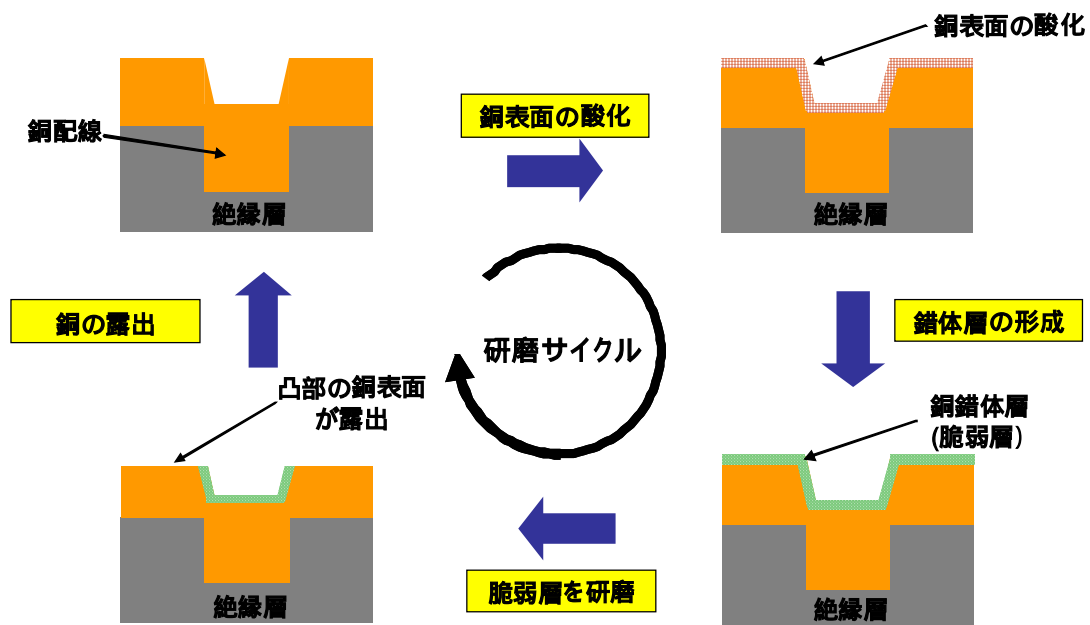 銅表面の酸化
銅配線
銅表面の酸化
絶縁層
絶縁層
銅の露出
研磨サイクル
錯体層の形成
凸部の銅表面
が露出
銅錯体層
(脆弱層)
脆弱層を研磨
絶縁層
絶縁層